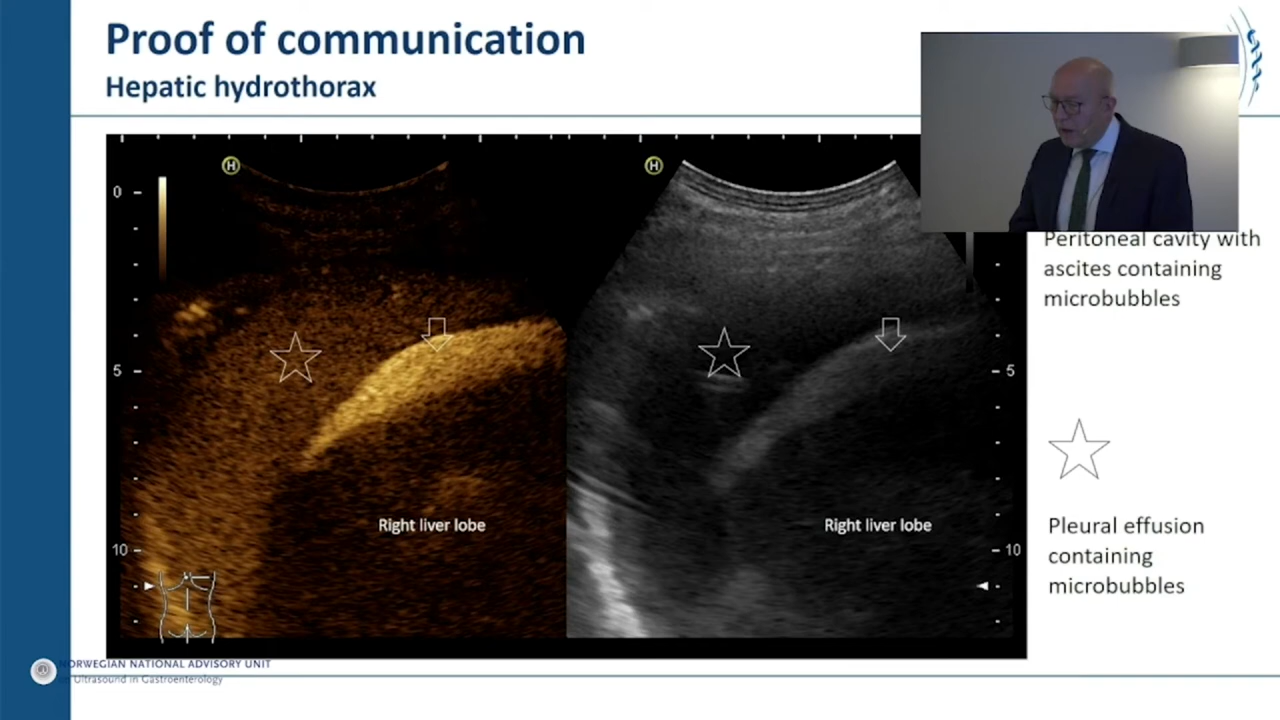 Proof of communication
Hepatic hydrothorax
H
H
0
5
5
10
10
Right liver lobe
Right liver lobe
Peritoneal cavity with
ascites containing
microbubbles
Pleural effusion
containing
microbubbles
NORWEGIAN NATIONAL ADVISORY UNIT
Ultrasound in Gastroenterology